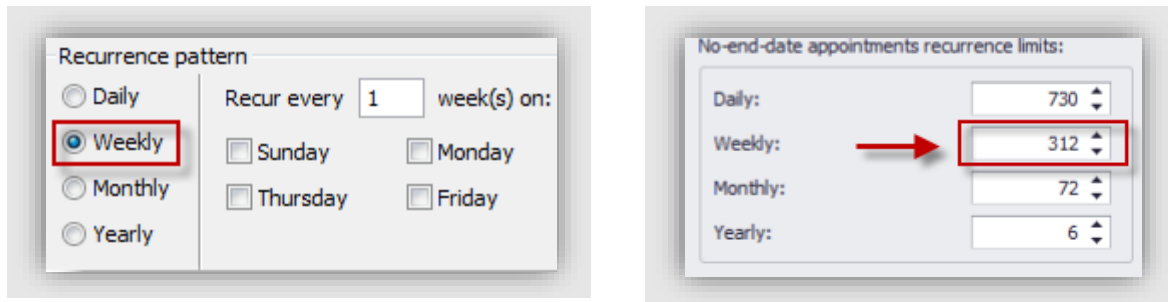 Recurrence pattern
Daily
Recur every 1 week(s) on:
Weekly
Sunday
Monday
Monthly
Thursday
Friday
Yearly
No-end-date appointments recurrence limits:
Daily: 730
Weekly: 312
Monthly: 72
Yearly: 6